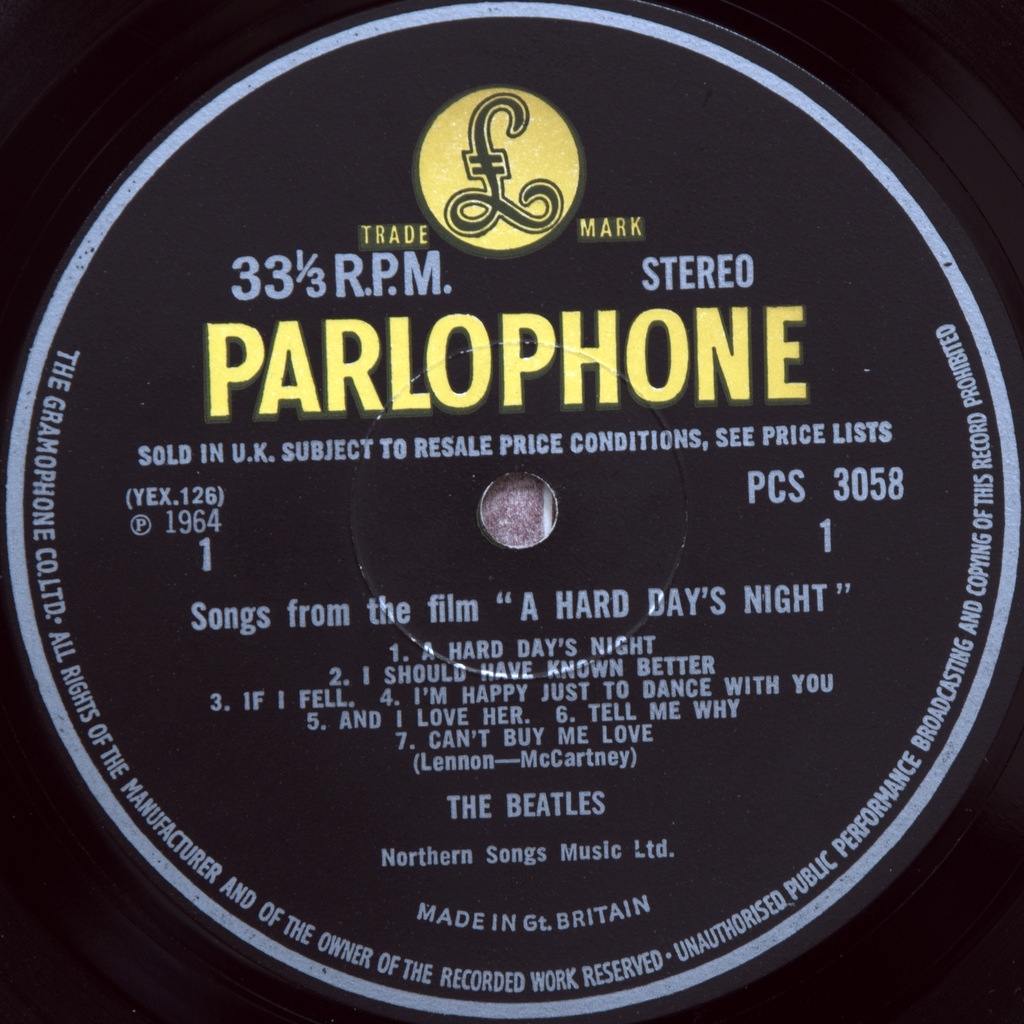 £
TRADE MARK
33⅓ R.P.M. STEREO
PARLOPHONE
SOLD IN U.K. SUBJECT TO RESALE PRICE CONDITIONS, SEE PRICE LISTS
(YEX.126) PCS 3058
℗ 1964
1 1
Songs from the film "A HARD DAY'S NIGHT"
1. A HARD DAY'S NIGHT
2. I SHOULD HAVE KNOWN BETTER
3. IF I FELL. 4. I'M HAPPY JUST TO DANCE WITH YOU
5. AND I LOVE HER. 6. TELL ME WHY
7. CAN'T BUY ME LOVE
(Lennon—McCartney)
THE BEATLES
Northern Songs Music Ltd.
MADE IN Gt. BRITAIN
THE GRAMOPHONE CO. LTD. · ALL RIGHTS OF THE MANUFACTURER AND OF THE OWNER OF THE RECORDED WORK RESERVED · UNAUTHORISED PUBLIC PERFORMANCE BROADCASTING AND COPYING OF THIS RECORD PROHIBITED